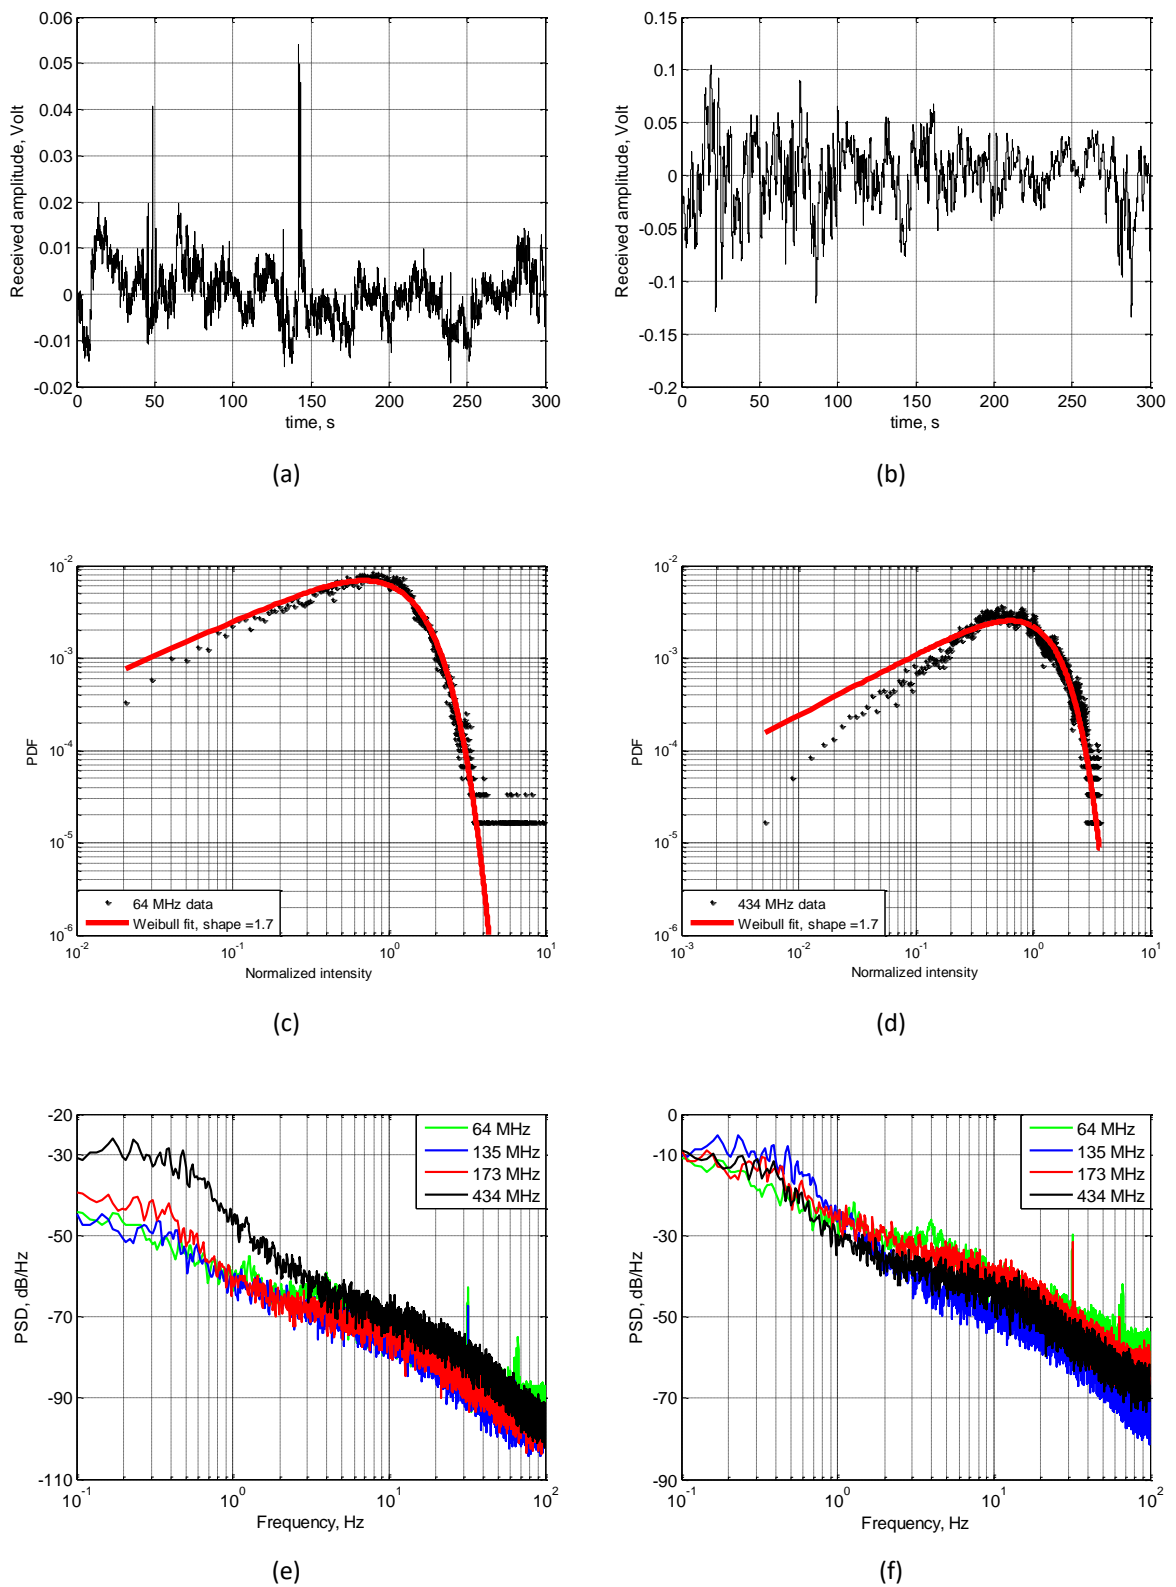 0.06
0.05
0.04
0.03
0.02
0.01
0
-0.01
-0.02
Received amplitude, Volt
0 50 100 150 200 250 300
time, s
(a)
0.15
0.1
0.05
0
-0.05
-0.1
-0.15
-0.2
Received amplitude, Volt
0 50 100 150 200 250 300
time, s
(b)
10-2
10-3
10-4
10-5
10-6
PDF
64 MHz data
Weibull fit, shape =1.7
10-2 10-1 100 101
Normalized intensity
(c)
10-2
10-3
10-4
10-5
10-6
PDF
434 MHz data
Weibull fit, shape =1.7
10-3 10-2 10-1 100 101
Normalized intensity
(d)
-20
-30
-50
-70
-90
-110
PSD, dB/Hz
64 MHz
135 MHz
173 MHz
434 MHz
10-1 100 101 102
Frequency, Hz
(e)
0
-10
-30
-50
-70
-90
PSD, dB/Hz
64 MHz
135 MHz
173 MHz
434 MHz
10-1 100 101 102
Frequency, Hz
(f)